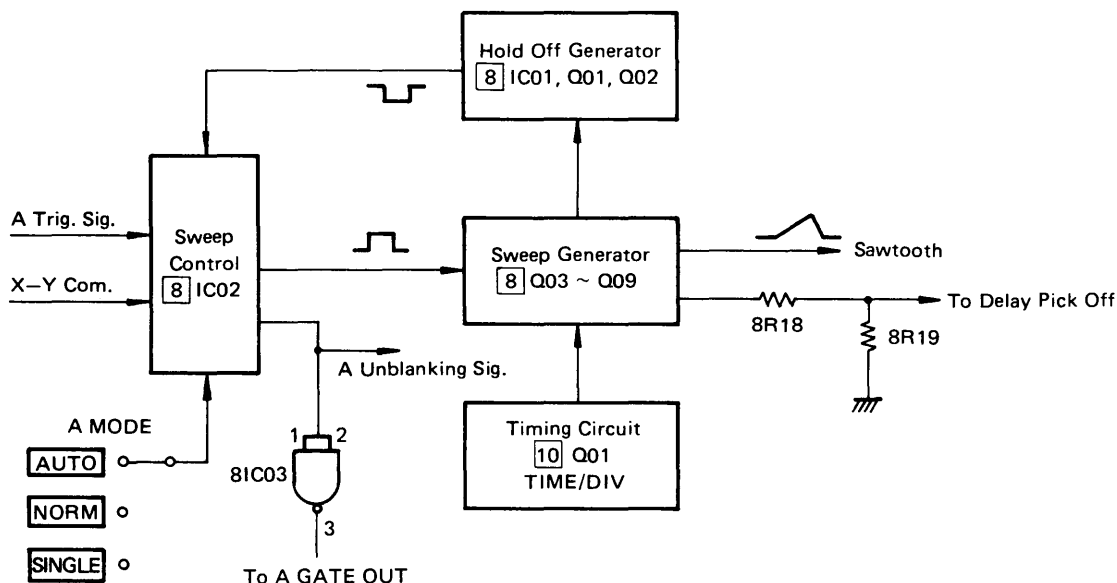 Hold Off Generator
8 IC01, Q01, Q02
A Trig. Sig.
X-Y Com.
Sweep
Control
8 IC02
Sweep Generator
8 Q03 ~ Q09
Sawtooth
To Delay Pick Off
8R18
8R19
A Unblanking Sig.
Timing Circuit
10 Q01
TIME/DIV
A MODE
AUTO
NORM
SINGLE
1 2
8IC03
3
To A GATE OUT